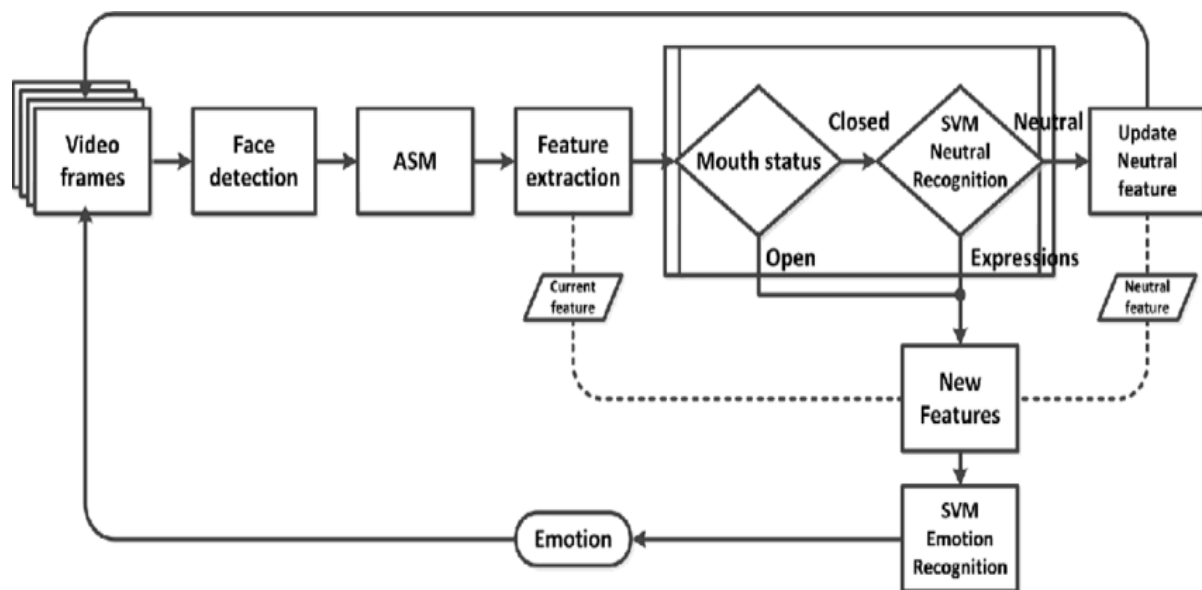 Video
frames
Face
detection
ASM
Feature
extraction
Mouth status
Closed
SVM
Neutral
Recognition
Neutral
Update
Neutral
feature
Open
Expressions
Current
feature
Neutral
feature
New
Features
SVM
Emotion
Recognition
Emotion